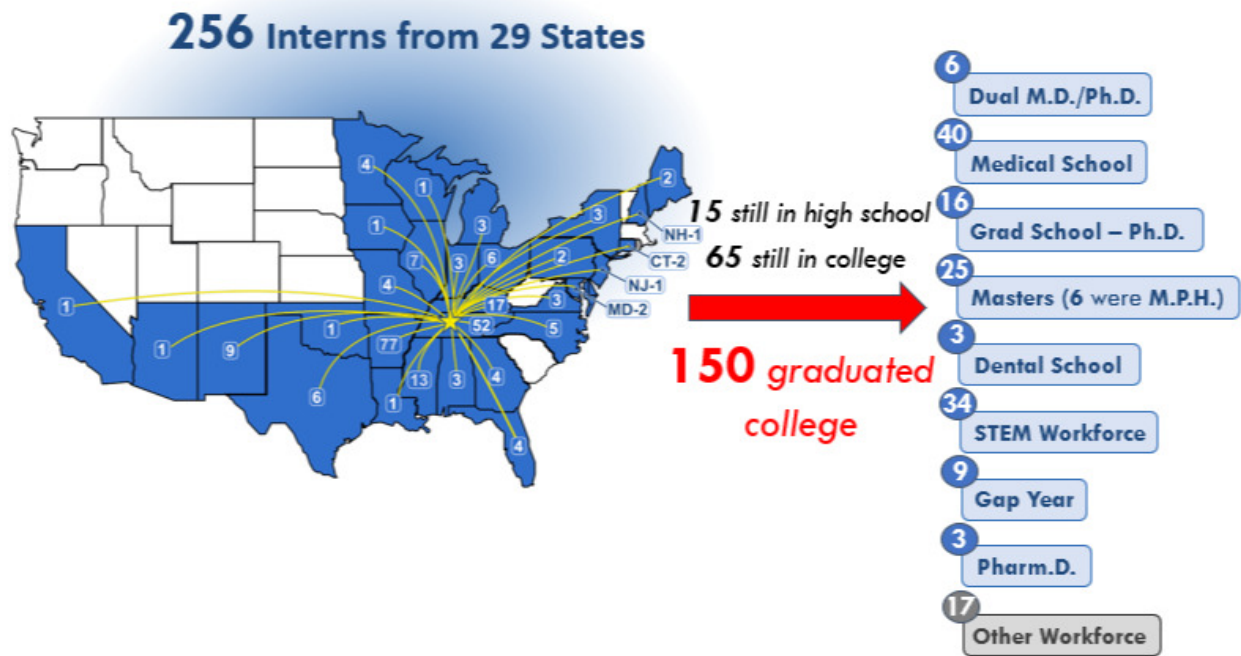 256 Interns from 29 States
4
1
2
3
3
1
7
3
6
2
NH-1
CT-2
NJ-1
MD-2
4
17
3
1
1
9
1
77
52
5
6
13
3
4
1
4
15 still in high school
65 still in college
150 graduated
college
6
Dual M.D./Ph.D.
40
Medical School
16
Grad School – Ph.D.
25
Masters (6 were M.P.H.)
3
Dental School
34
STEM Workforce
9
Gap Year
3
Pharm.D.
17
Other Workforce